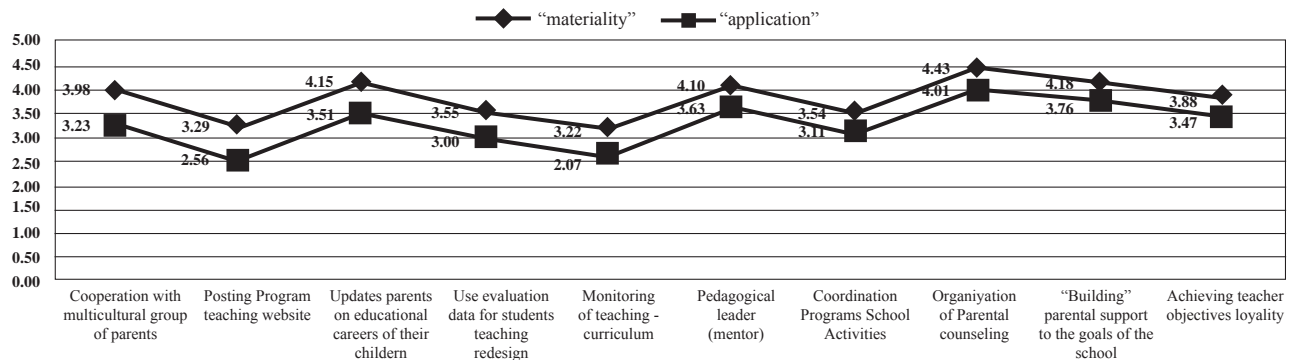 “materiality” “application”
5.00
4.50
4.00
3.50
3.00
2.50
2.00
1.50
1.00
0.50
0.00
3.98
3.23
3.29
2.56
4.15
3.51
3.55
3.00
3.22
2.07
4.10
3.63
3.54
3.11
4.43
4.01
4.18
3.76
3.88
3.47
Cooperation with
multicultural group
of parents
Posting Program
teaching website
Updates parents
on educational
careers of their
childern
Use evaluation
data for students
teaching
redesign
Monitoring
of teaching -
curriculum
Pedagogical
leader
(mentor)
Coordination
Programs School
Activities
Organiyation
of Parental
counseling
“Building”
parental support
to the goals of the
school
Achieving teacher
objectives loyality